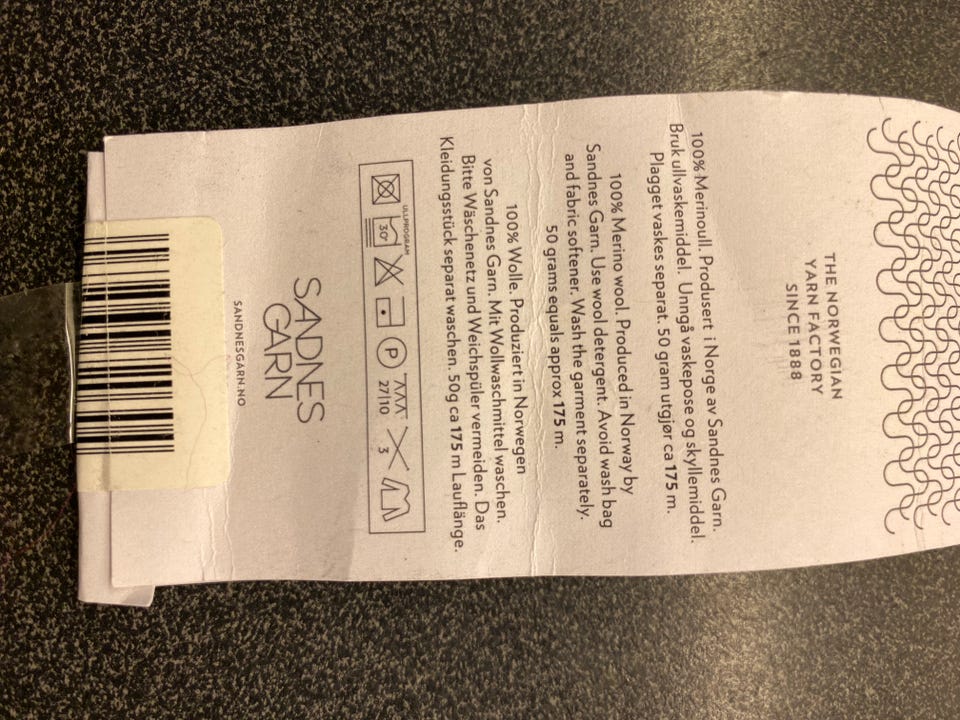 THE NORWEGIAN
YARN FACTORY
SINCE 1888
100% Merinoull. Produsert i Norge av Sandnes Garn.
Bruk ullvaskemiddel. Unngå vaskepose og skyllemiddel.
Plagget vaskes separat. 50 gram utgjør ca 175 m.
100% Merino wool. Produced in Norway by
Sandnes Garn. Use wool detergent. Avoid wash bag
and fabric softener. Wash the garment separately.
50 grams equals approx 175 m.
100% Wolle. Produziert in Norwegen
von Sandnes Garn. Mit Wollwaschmittel waschen.
Bitte Wäschenetz und Weichspüler vermeiden. Das
Kleidungsstück separat waschen. 50g ca 175 m Lauflänge.
ULLPROGRAM
30° P 27/10 3
SANDNES
GARN
SANDNESGARN.NO